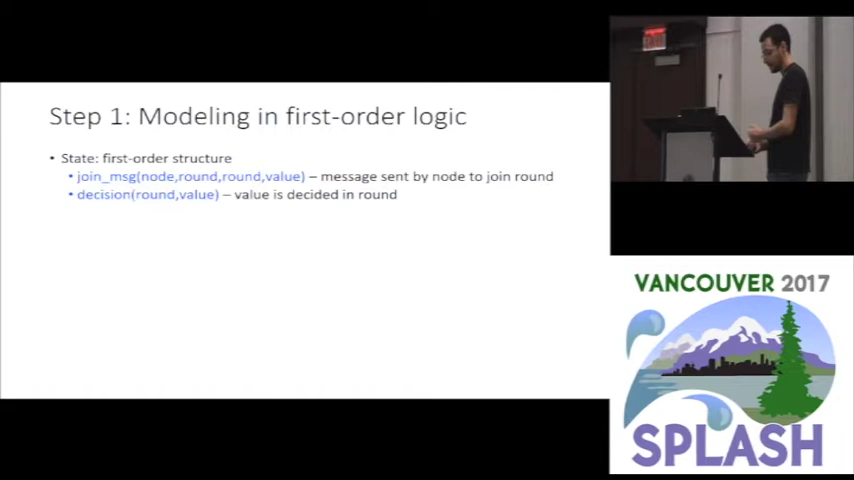 Step 1: Modeling in first-order logic
• State: first-order structure
• join_msg(node,round,round,value) – message sent by node to join round
• decision(round,value) – value is decided in round
EXIT
VANCOUVER 2017
SPLASH